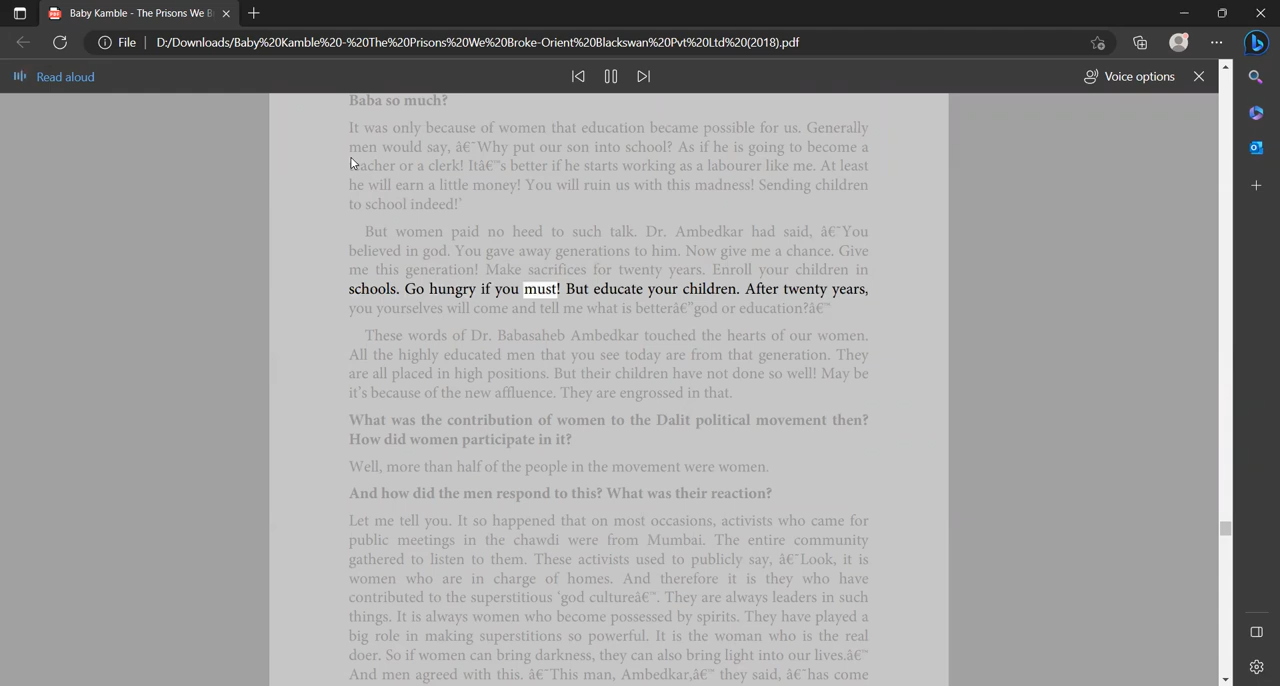 Baby Kamble - The Prisons We B
File D:/Downloads/Baby%20Kamble%20-%20The%20Prisons%20We%20Broke-Orient%20Blackswan%20Pvt%20Ltd%20(2018).pdf
Read aloud
Voice options
Baba so much?
It was only because of women that education became possible for us. Generally
men would say, â€˜Why put our son into school? As if he is going to become a
teacher or a clerk! Itâ€™s better if he starts working as a labourer like me. At least
he will earn a little money! You will ruin us with this madness! Sending children
to school indeed!'
But women paid no heed to such talk. Dr. Ambedkar had said, â€˜You
believed in god. You gave away generations to him. Now give me a chance. Give
me this generation! Make sacrifices for twenty years. Enroll your children in
schools. Go hungry if you must! But educate your children. After twenty years,
you yourselves will come and tell me what is betterâ€”god or education?â€™
These words of Dr. Babasaheb Ambedkar touched the hearts of our women.
All the highly educated men that you see today are from that generation. They
are all placed in high positions. But their children have not done so well! May be
it's because of the new affluence. They are engrossed in that.
What was the contribution of women to the Dalit political movement then?
How did women participate in it?
Well, more than half of the people in the movement were women.
And how did the men respond to this? What was their reaction?
Let me tell you. It so happened that on most occasions, activists who came for
public meetings in the chawdi were from Mumbai. The entire community
gathered to listen to them. These activists used to publicly say, â€˜Look, it is
women who are in charge of homes. And therefore it is they who have
contributed to the superstitious 'god cultureâ€™. They are always leaders in such
things. It is always women who become possessed by spirits. They have played a
big role in making superstitions so powerful. It is the woman who is the real
doer. So if women can bring darkness, they can also bring light into our lives.â€™
And men agreed with this. â€˜This man, Ambedkar,â€™ they said, â€˜has come